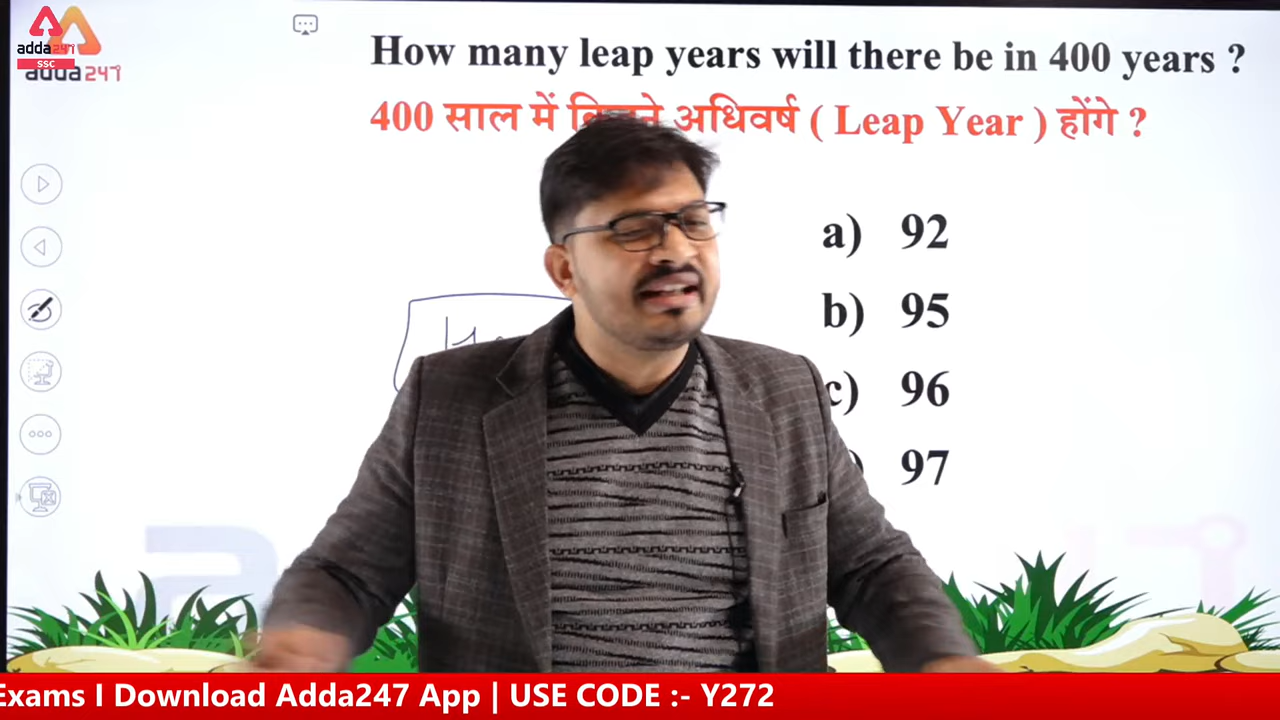 adda247
SSC
adda247
How many leap years will there be in 400 years ?
400 साल में अधिवर्ष ( Leap Year ) होंगे ?
a) 92
b) 95
c) 96
97
Exams I Download Adda247 App | USE CODE :- Y272